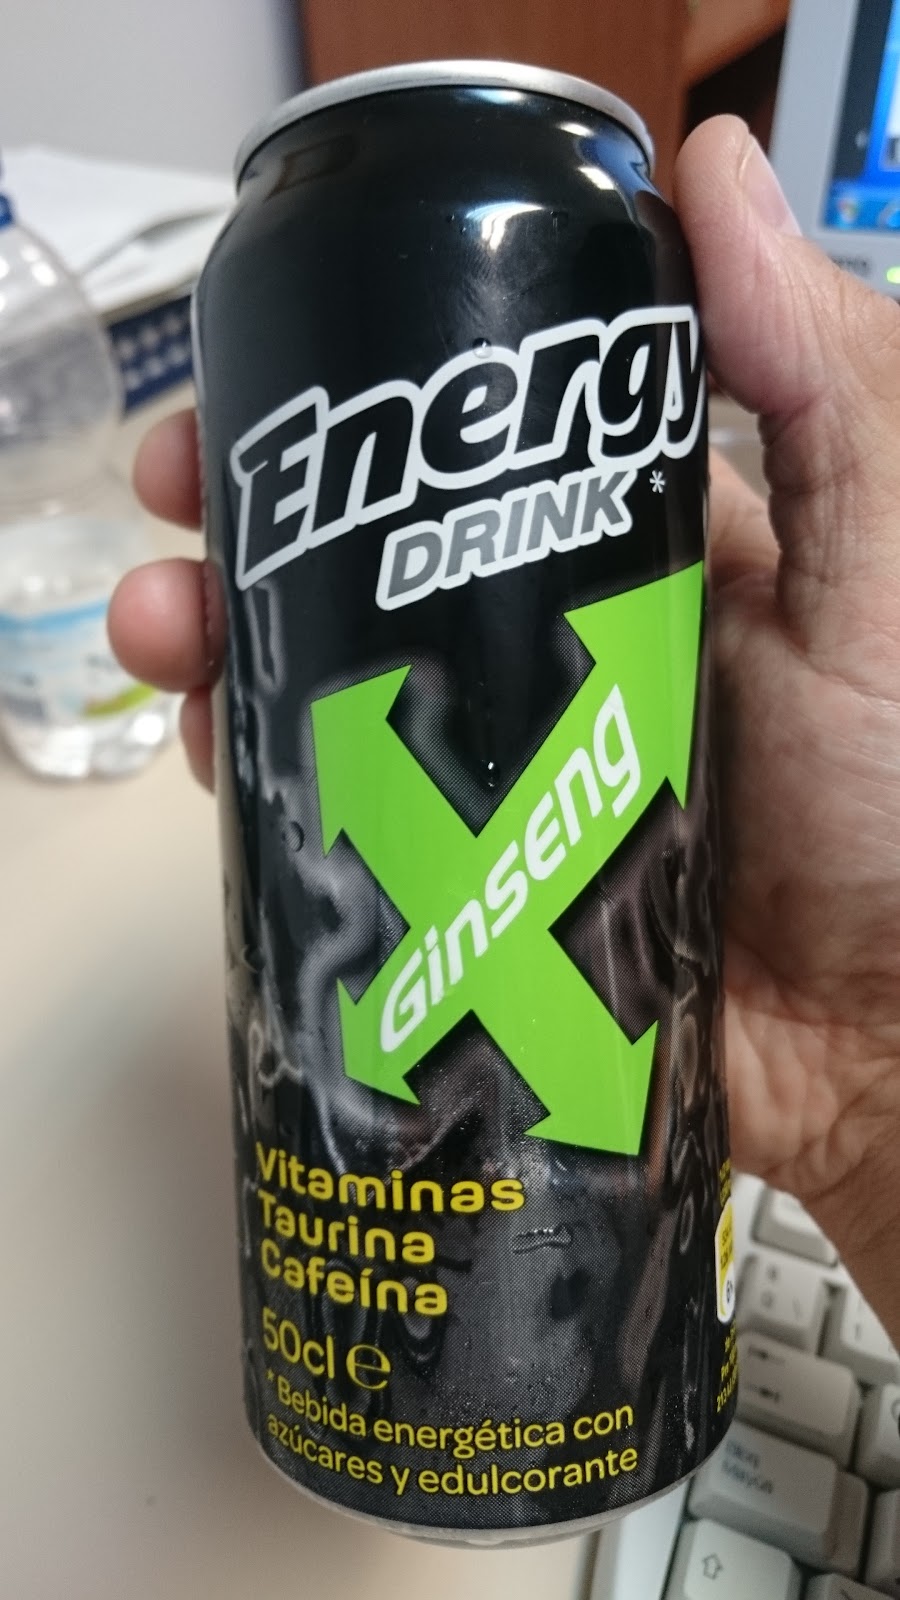 Energy
DRINK *
Ginseng
Vitaminas
Taurina
Cafeína
50cl ℮
* Bebida energética con
azúcares y edulcorante